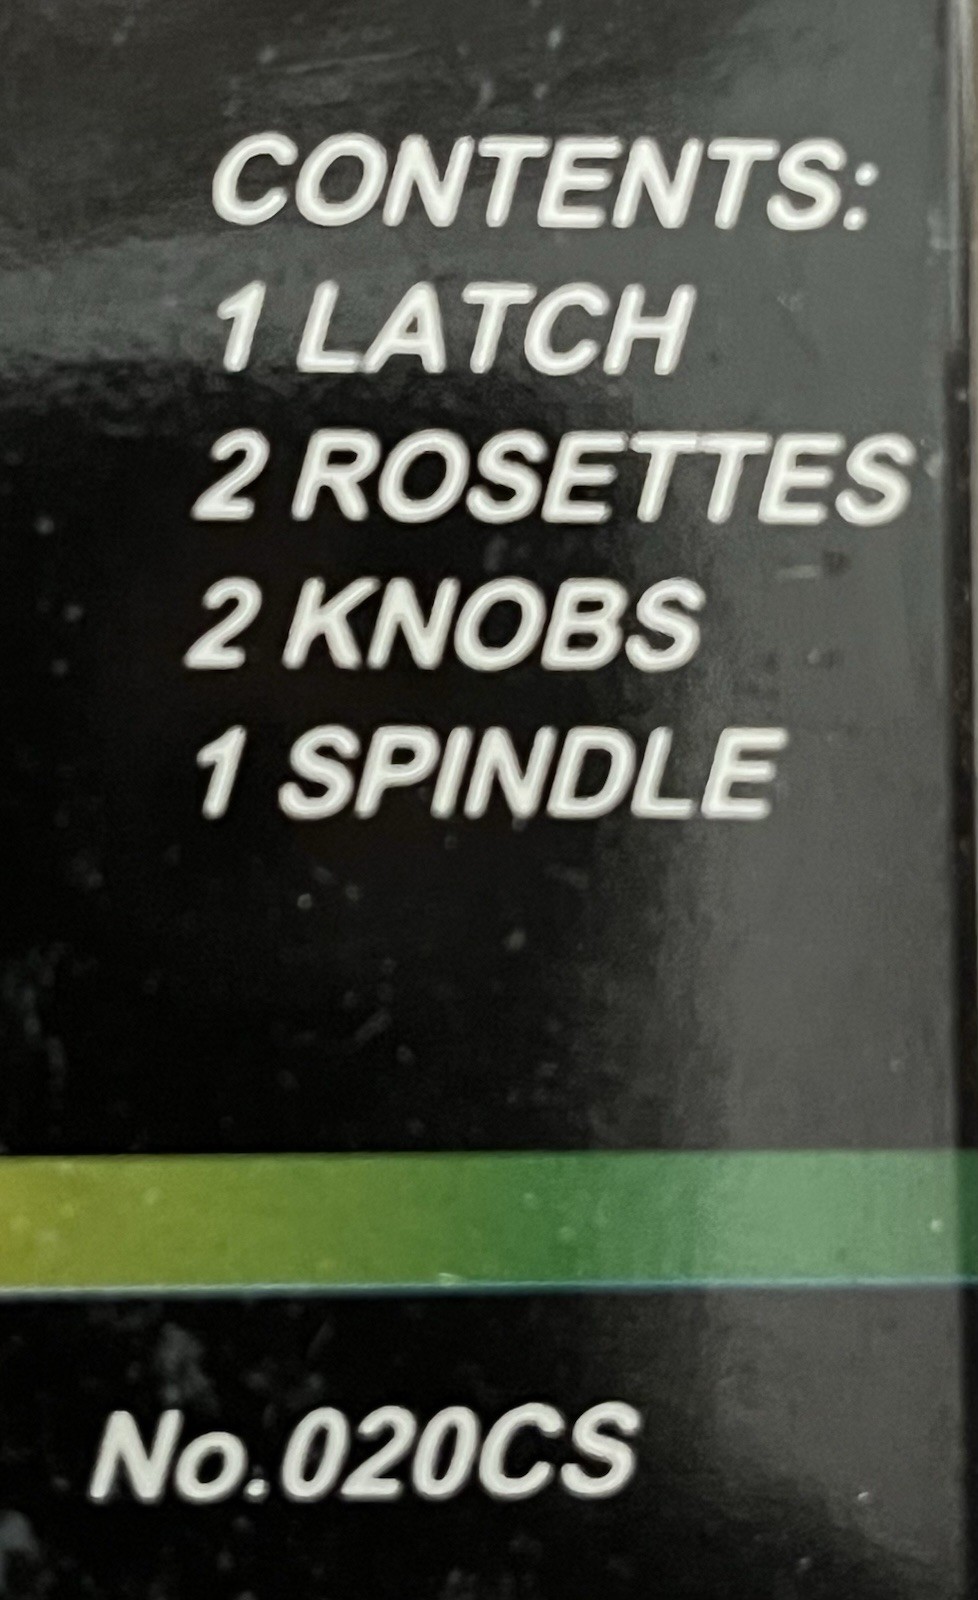 CONTENTS:
1 LATCH
2 ROSETTES
2 KNOBS
1 SPINDLE
No.020CS